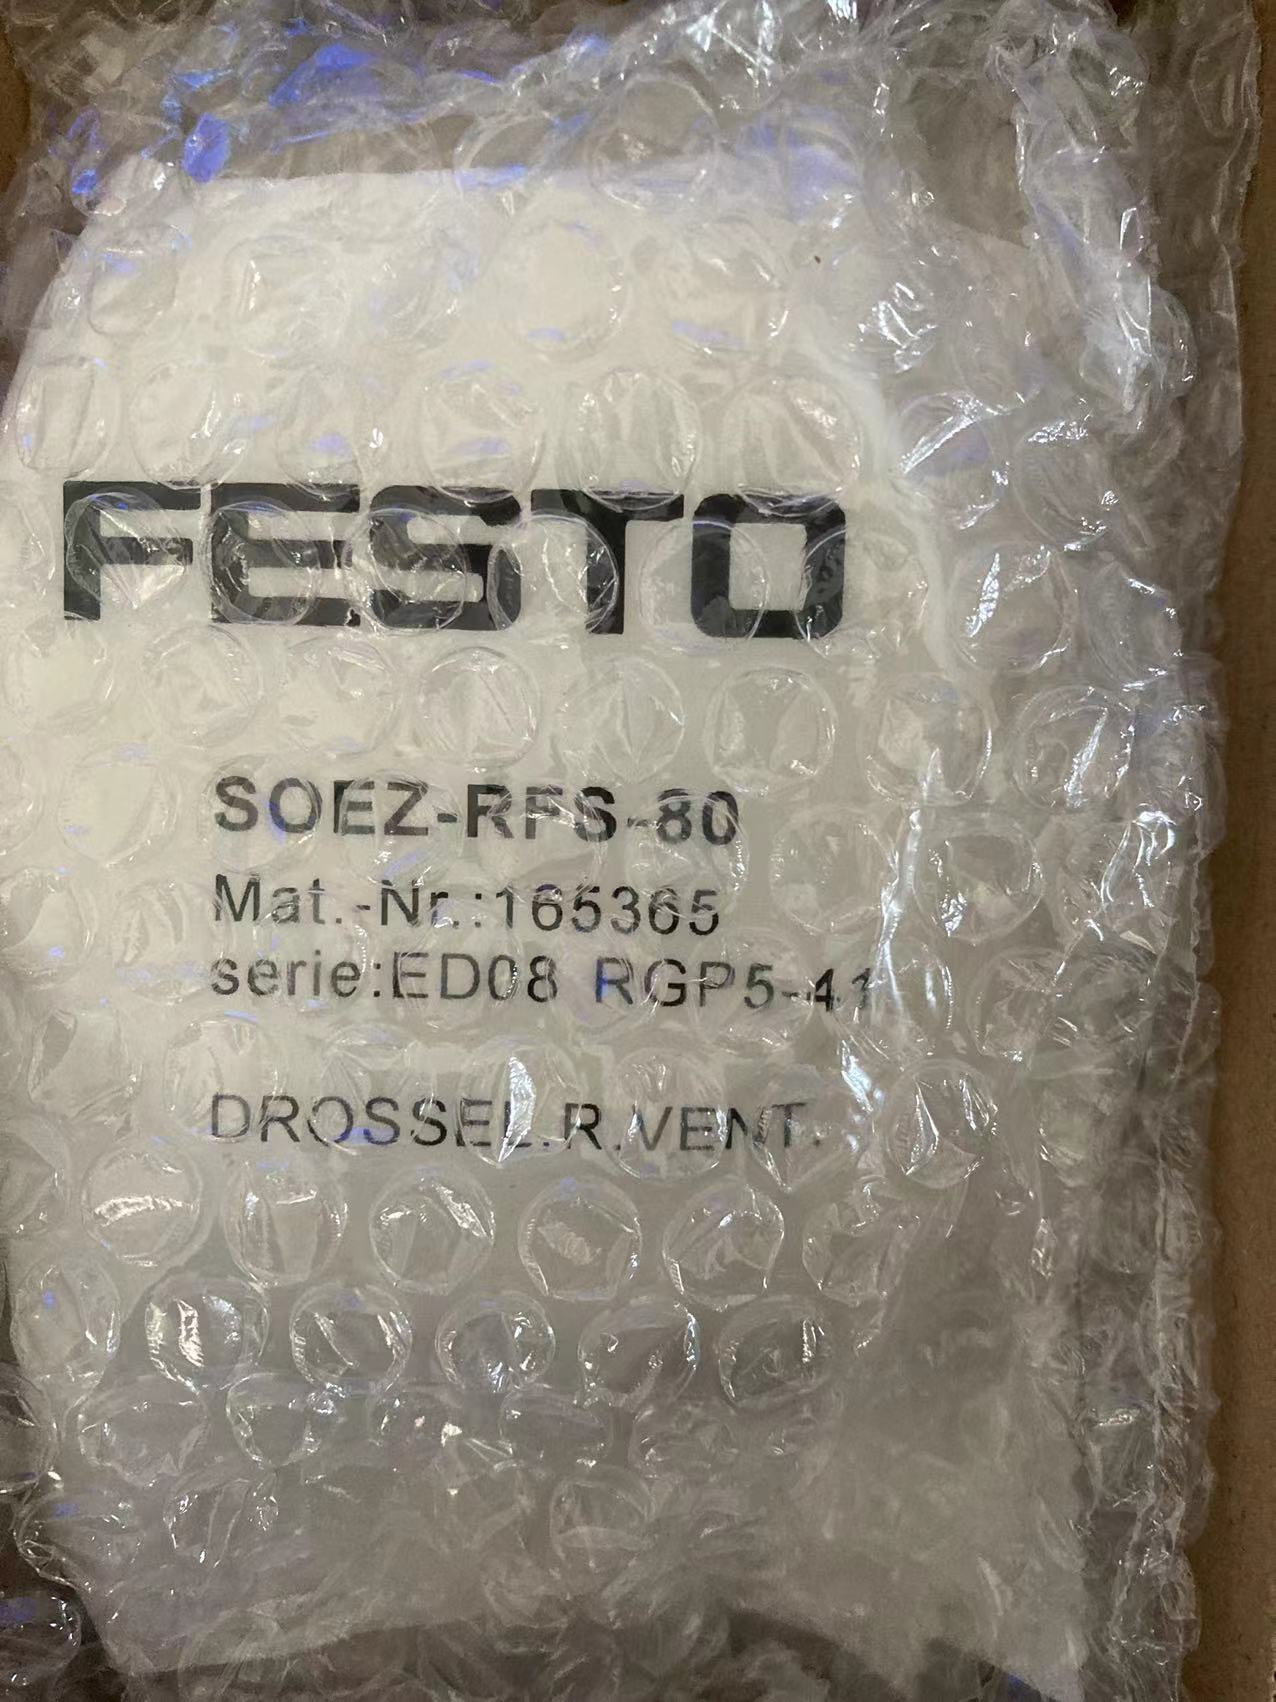 FESTO
SOEZ-RFS-80
Mat.-Nr.:165365
serie:ED08 RGP5-41
DROSSEL.R.VENT.